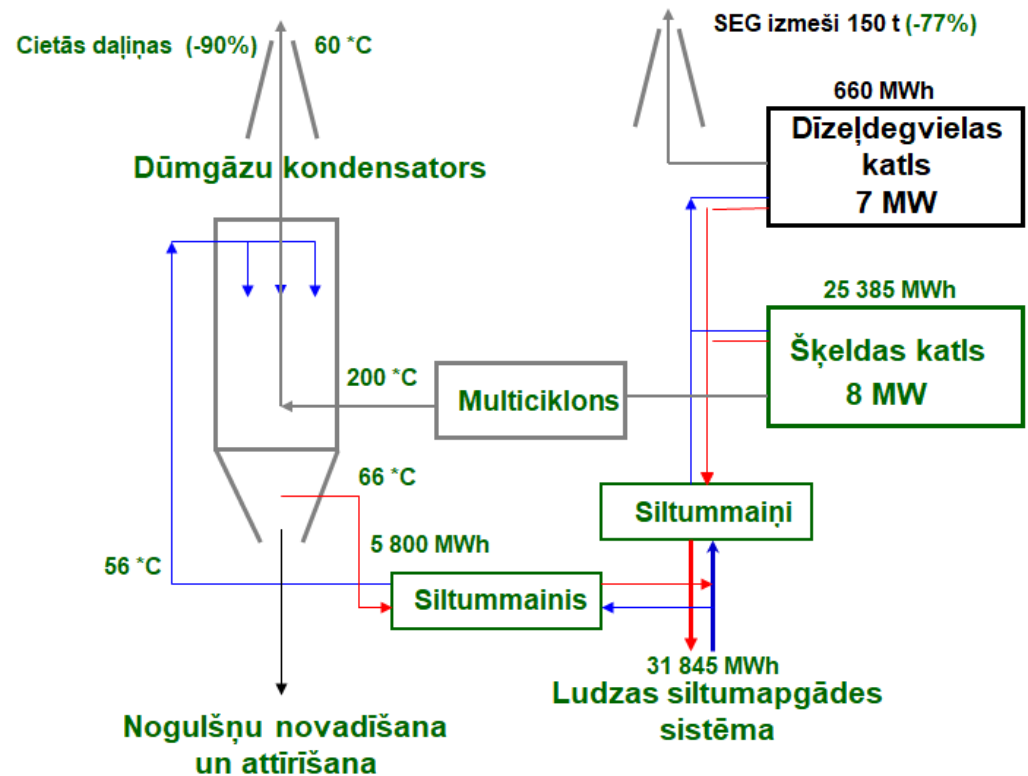 Cietās daļiņas (-90%)
60 *C
SEG izmeši 150 t (-77%)
660 MWh
Dīzeļdegvielas
katls
7 MW
Dūmgāzu kondensators
25 385 MWh
Šķeldas katls
8 MW
200 *C
Multiciklons
66 *C
Siltummaiņi
5 800 MWh
56 *C
Siltummainis
31 845 MWh
Ludzas siltumapgādes
sistēma
Nogulšņu novadīšana
un attīrīšana